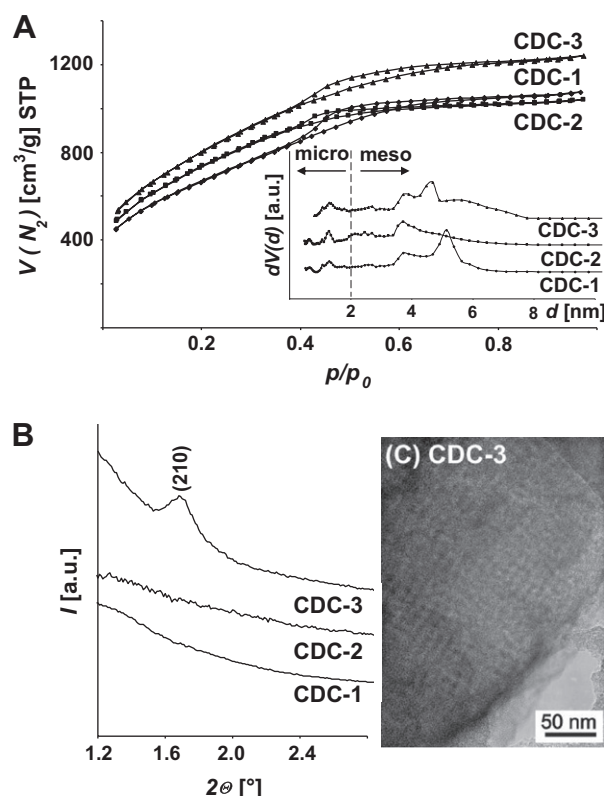 A
V (N₂) [cm³/g] STP
1200
800
400
CDC-3
CDC-1
CDC-2
micro meso
dV(d) [a.u.]
CDC-3
CDC-2
CDC-1
2 4 6 8 d [nm]
0.2 0.4 0.6 0.8
p/p₀
B
I [a.u.]
(210)
CDC-3
CDC-2
CDC-1
1.2 1.6 2.0 2.4
2Θ [°]
(C) CDC-3
50 nm